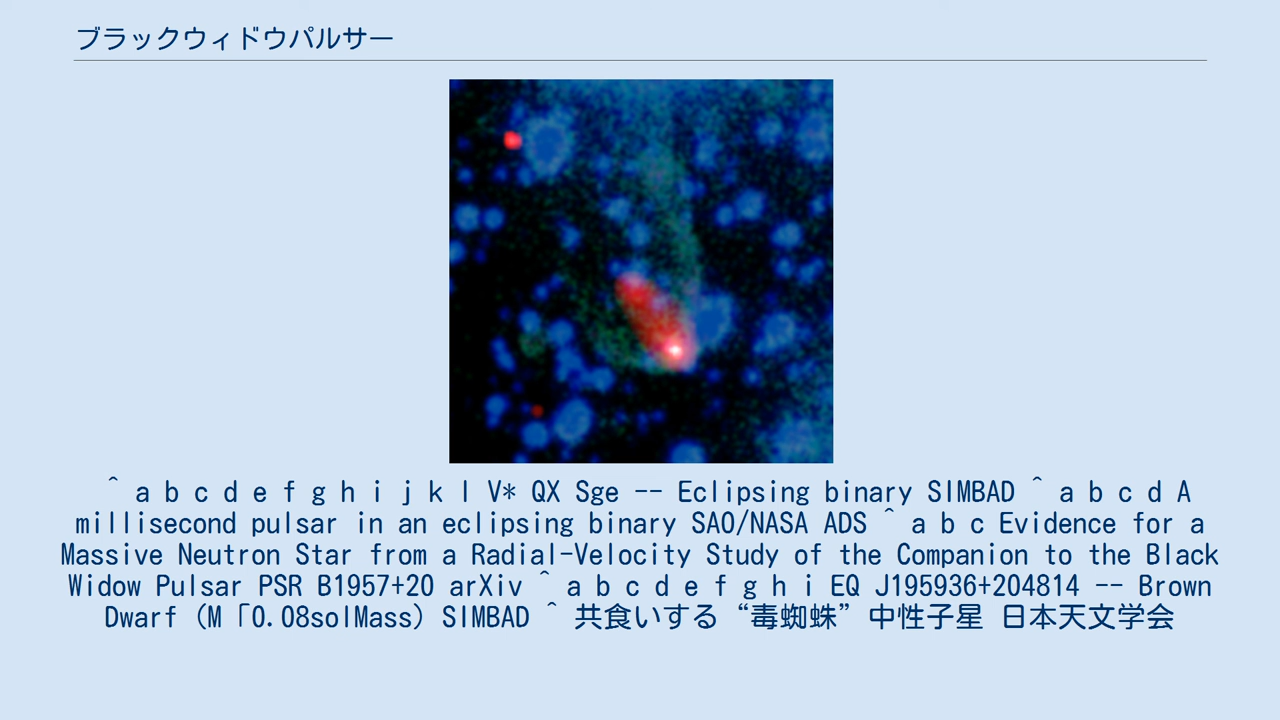 ブラックウィドウパルサー
^ a b c d e f g h i j k l V* QX Sge -- Eclipsing binary SIMBAD ^ a b c d A
millisecond pulsar in an eclipsing binary SAO/NASA ADS ^ a b c Evidence for a
Massive Neutron Star from a Radial-Velocity Study of the Companion to the Black
Widow Pulsar PSR B1957+20 arXiv ^ a b c d e f g h i EQ J195936+204814 -- Brown
Dwarf (M「0.08solMass) SIMBAD ^ 共食いする “毒蜘蛛” 中性子星 日本天文学会